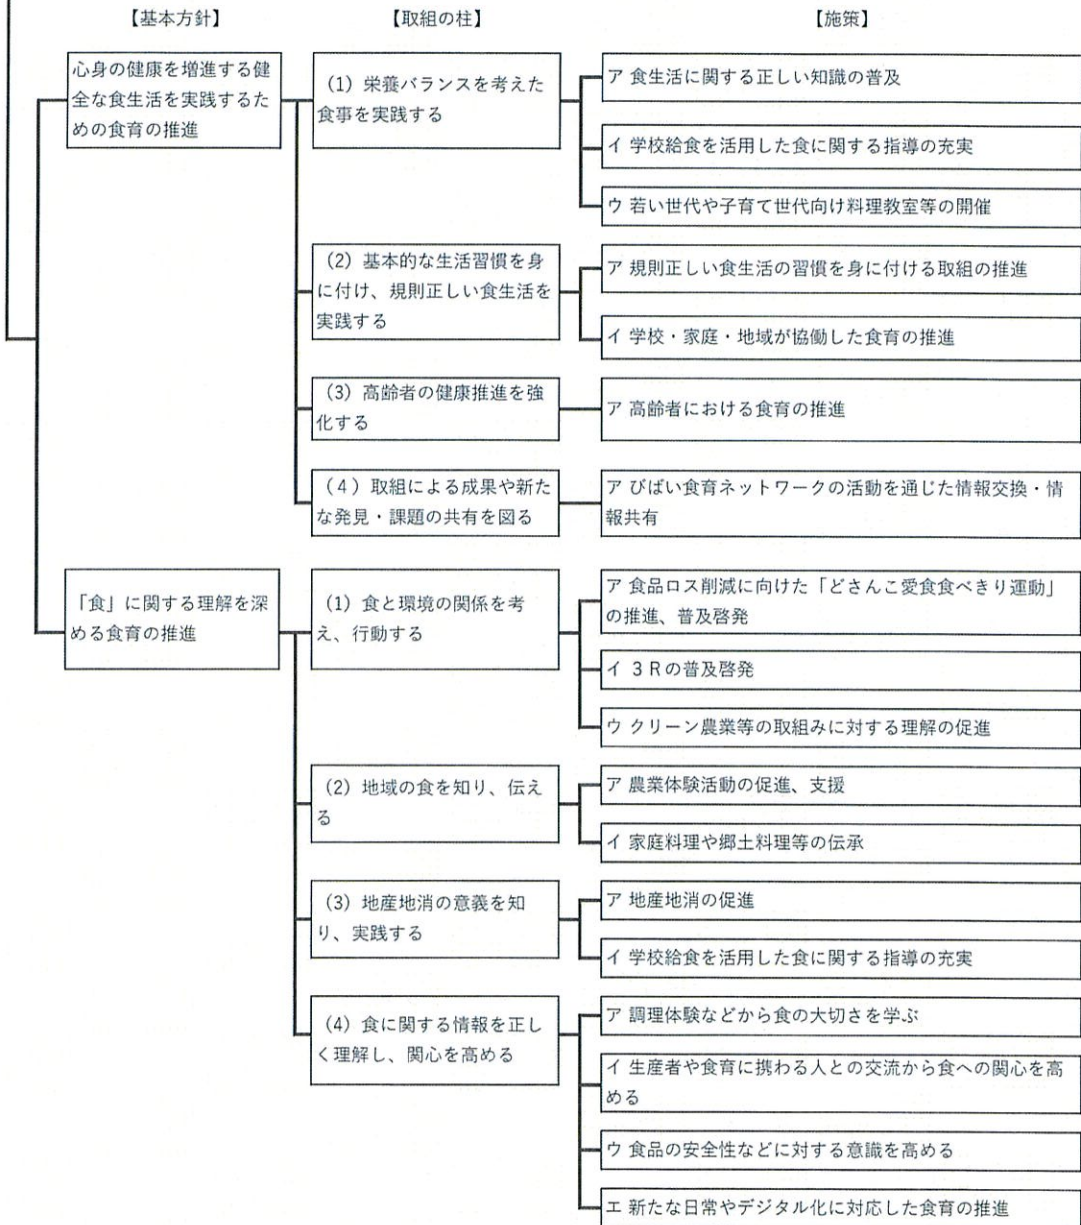 【基本方針】
【取組の柱】
【施策】
心身の健康を増進する健
全な食生活を実践するた
めの食育の推進
(1)栄養バランスを考えた
食事を実践する
ア 食生活に関する正しい知識の普及
イ 学校給食を活用した食に関する指導の充実
ウ 若い世代や子育て世代向け料理教室等の開催
(2)基本的な生活習慣を身
に付け、規則正しい食生活を
実践する
ア 規則正しい食生活の習慣を身に付ける取組の推進
イ 学校・家庭・地域が協働した食育の推進
(3)高齢者の健康推進を強
化する
ア 高齢者における食育の推進
(4)取組による成果や新た
な発見・課題の共有を図る
ア びばい食育ネットワークの活動を通じた情報交換・情
報共有
「食」に関する理解を深
める食育の推進
(1)食と環境の関係を考
え、行動する
ア 食品ロス削減に向けた「どさんこ愛食食べきり運動」
の推進、普及啓発
イ 3Rの普及啓発
ウ クリーン農業等の取組みに対する理解の促進
(2)地域の食を知り、伝え
る
ア 農業体験活動の促進、支援
イ 家庭料理や郷土料理等の伝承
(3)地産地消の意義を知
り、実践する
ア 地産地消の促進
イ 学校給食を活用した食に関する指導の充実
(4)食に関する情報を正し
く理解し、関心を高める
ア 調理体験などから食の大切さを学ぶ
イ 生産者や食育に携わる人との交流から食への関心を高
める
ウ 食品の安全性などに対する意識を高める
エ 新たな日常やデジタル化に対応した食育の推進